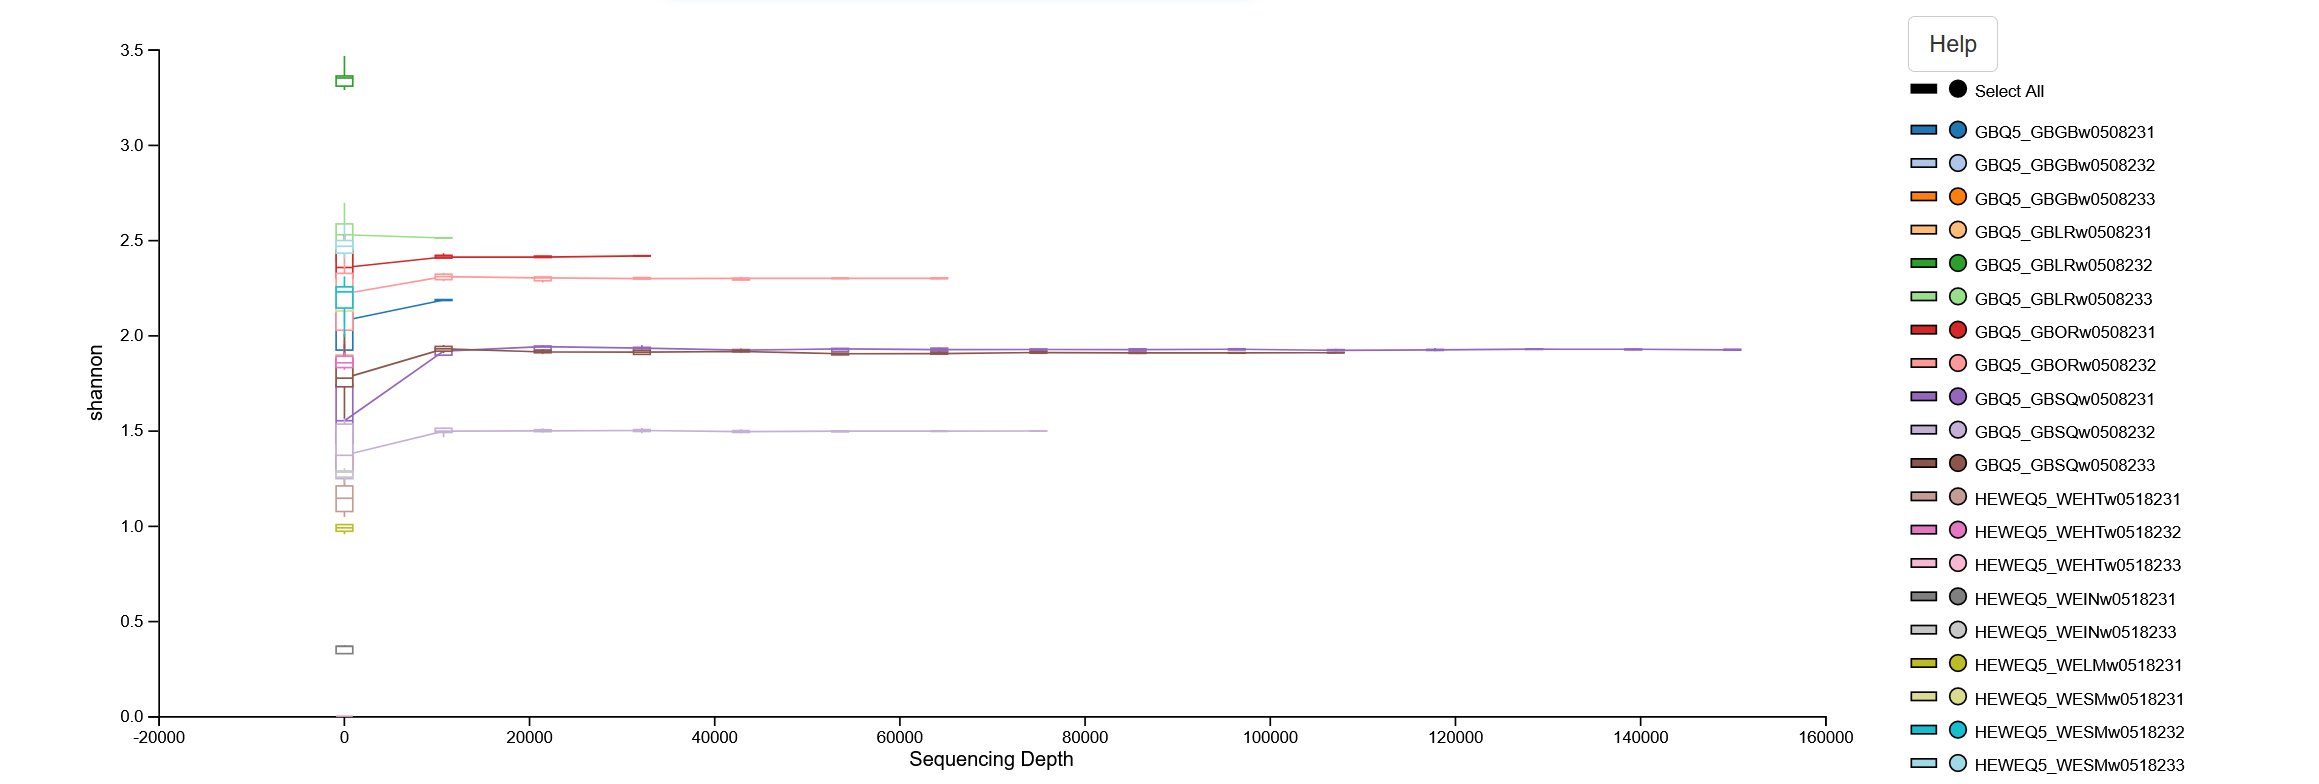 3.5
3.0
2.5
2.0
1.5
1.0
0.5
0.0
shannon
-20000 0 20000 40000 60000 80000 100000 120000 140000 160000
Sequencing Depth
Help
Select All
GBQ5_GBGBw0508231
GBQ5_GBGBw0508232
GBQ5_GBGBw0508233
GBQ5_GBLRw0508231
GBQ5_GBLRw0508232
GBQ5_GBLRw0508233
GBQ5_GBORw0508231
GBQ5_GBORw0508232
GBQ5_GBSQw0508231
GBQ5_GBSQw0508232
GBQ5_GBSQw0508233
HEWEQ5_WEHTw0518231
HEWEQ5_WEHTw0518232
HEWEQ5_WEHTw0518233
HEWEQ5_WEINw0518231
HEWEQ5_WEINw0518233
HEWEQ5_WELMw0518231
HEWEQ5_WESMw0518231
HEWEQ5_WESMw0518232
HEWEQ5_WESMw0518233